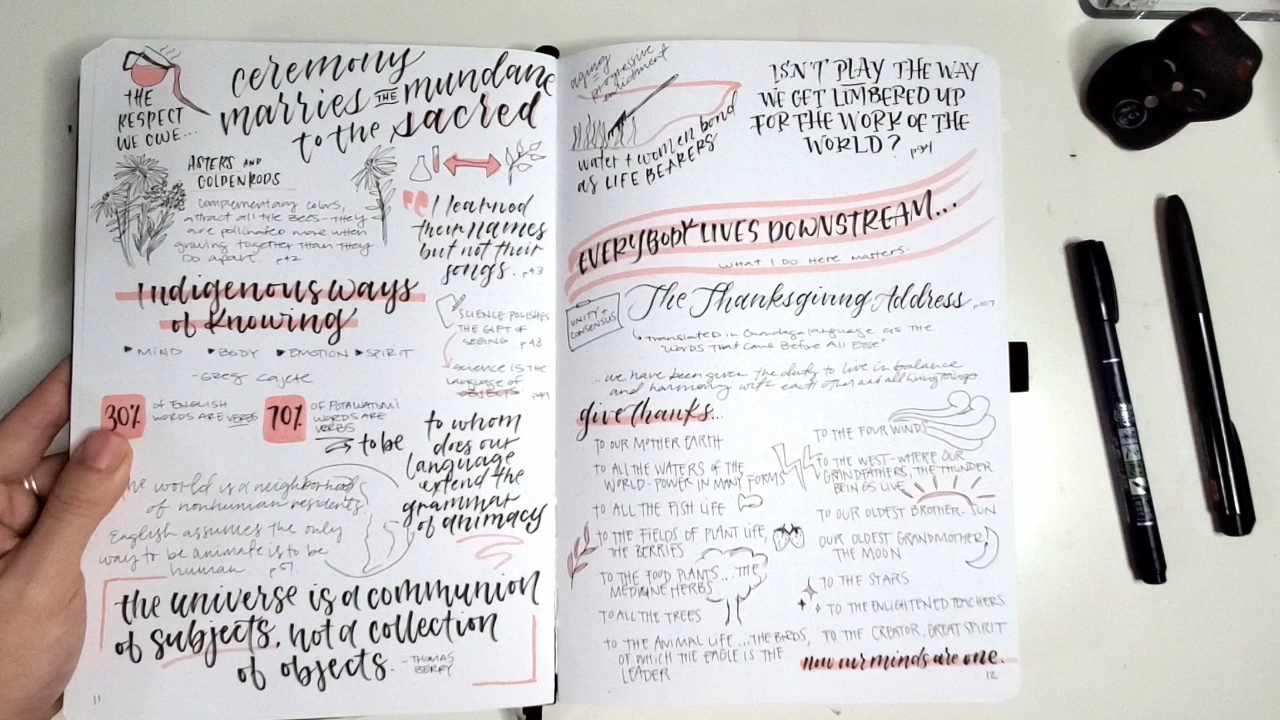 THE
RESPECT
WE OWE...
ceremony
marries THE mundane
to the sacred
ASTERS AND
GOLDENRODS
complementary colors,
attract all the bees - they
are pollinated more when
growing together than they
do apart. p42
"I learned
their names
but not their
songs. p43
Indigenous ways
of Knowing
MIND BODY EMOTION SPIRIT
- Greg Cajete
SCIENCE POLISHES
THE GIFT OF
SEEING p48
science is the
language of
objects p49
30% OF ENGLISH
WORDS ARE VERBS
70% OF POTAWATOMI
WORDS ARE
VERBS
to be
to whom
does our
language
extend the
grammar
of animacy
the world is a neighborhood
of nonhuman residents
English assumes the only
way to be animate is to be
human. p57
the universe is a communion
of subjects, not a collection
of objects.
- THOMAS
BERRY
11
aging
=
progressive
enrichment
water + women bond
as LIFE BEARERS
ISN'T PLAY THE WAY
WE GET LIMBERED UP
FOR THE WORK OF THE
WORLD? p94
EVERYBODY LIVES DOWNSTREAM...
what I do here matters.
UNITY +
CONSENSUS
The Thanksgiving Address p107
translated in Onondaga language as the
"Words That Came Before All Else"
...we have been given the duty to live in balance
and harmony with each other and all living things.
give thanks...
TO OUR MOTHER EARTH
TO ALL THE WATERS OF THE
WORLD - POWER IN MANY FORMS
TO ALL THE FISH LIFE
TO THE FIELDS OF PLANT LIFE,
THE BERRIES
TO THE FOOD PLANTS... THE
MEDICINE HERBS
TO ALL THE TREES
TO THE ANIMAL LIFE... THE BIRDS,
OF WHICH THE EAGLE IS THE
LEADER
TO THE FOUR WINDS
TO THE WEST - WHERE OUR
GRANDFATHERS, THE THUNDER
BEINGS LIVE
TO OUR OLDEST BROTHER - SUN
OUR OLDEST GRANDMOTHER,
THE MOON
TO THE STARS
TO THE ENLIGHTENED TEACHERS
TO THE CREATOR, GREAT SPIRIT
now our minds are one.
12